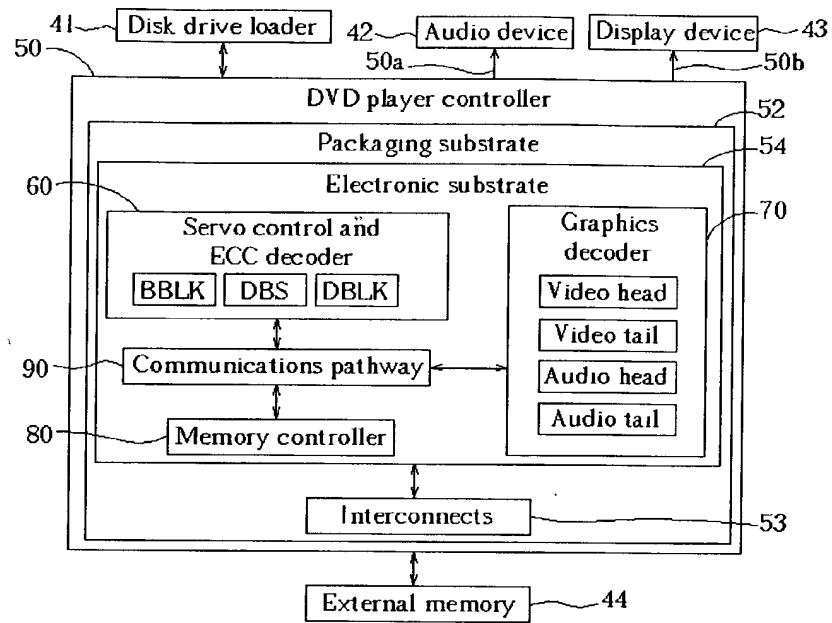 41
Disk drive loader
42
Audio device
Display device
43
50
50a
50b
DVD player controller
52
Packaging substrate
54
Electronic substrate
60
Servo control and
ECC decoder
BBLK
DBS
DBLK
Graphics
decoder
70
Video head
Video tail
Audio head
Audio tail
90
Communications pathway
80
Memory controller
Interconnects
53
External memory
44